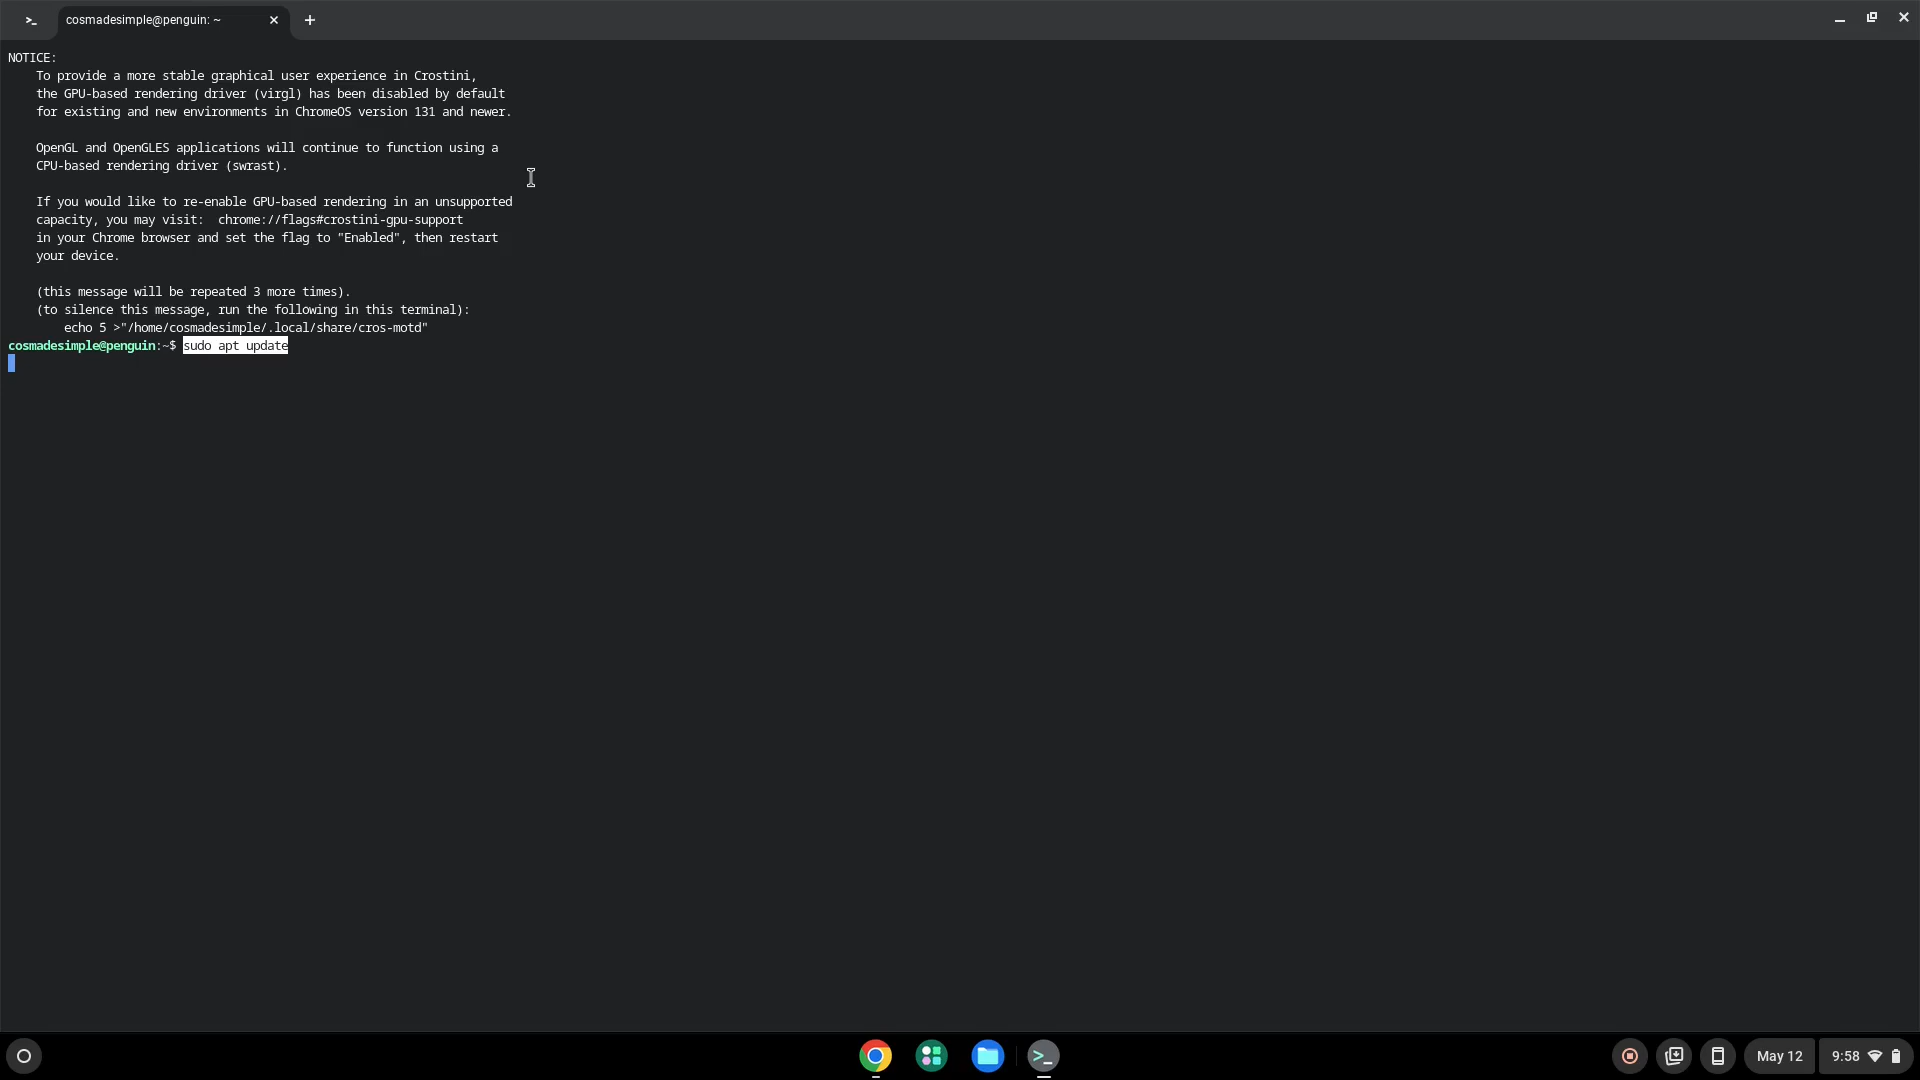 cosmadesimple@penguin: ~
NOTICE:
To provide a more stable graphical user experience in Crostini,
the GPU-based rendering driver (virgl) has been disabled by default
for existing and new environments in ChromeOS version 131 and newer.
OpenGL and OpenGLES applications will continue to function using a
CPU-based rendering driver (swrast).
If you would like to re-enable GPU-based rendering in an unsupported
capacity, you may visit:  chrome://flags#crostini-gpu-support
in your Chrome browser and set the flag to "Enabled", then restart
your device.
(this message will be repeated 3 more times).
(to silence this message, run the following in this terminal):
echo 5 >"/home/cosmadesimple/.local/share/cros-motd"
cosmadesimple@penguin:~$ sudo apt update
May 12
9:58